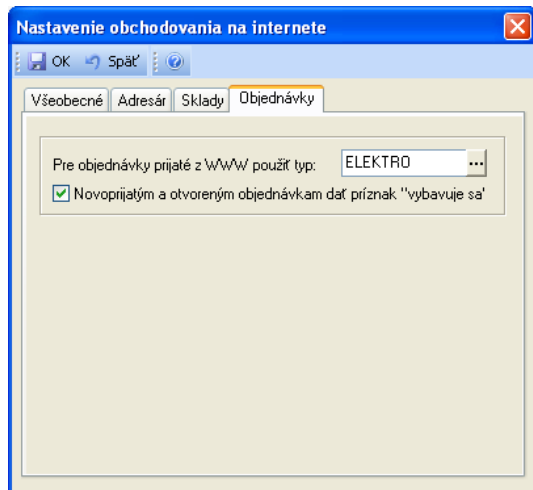 Nastavenie obchodovania na internete
OK Späť
Všeobecné Adresár Sklady Objednávky
Pre objednávky prijaté z WWW použiť typ: ELEKTRO ...
Novoprijatým a otvoreným objednávkam dať príznak "vybavuje sa'